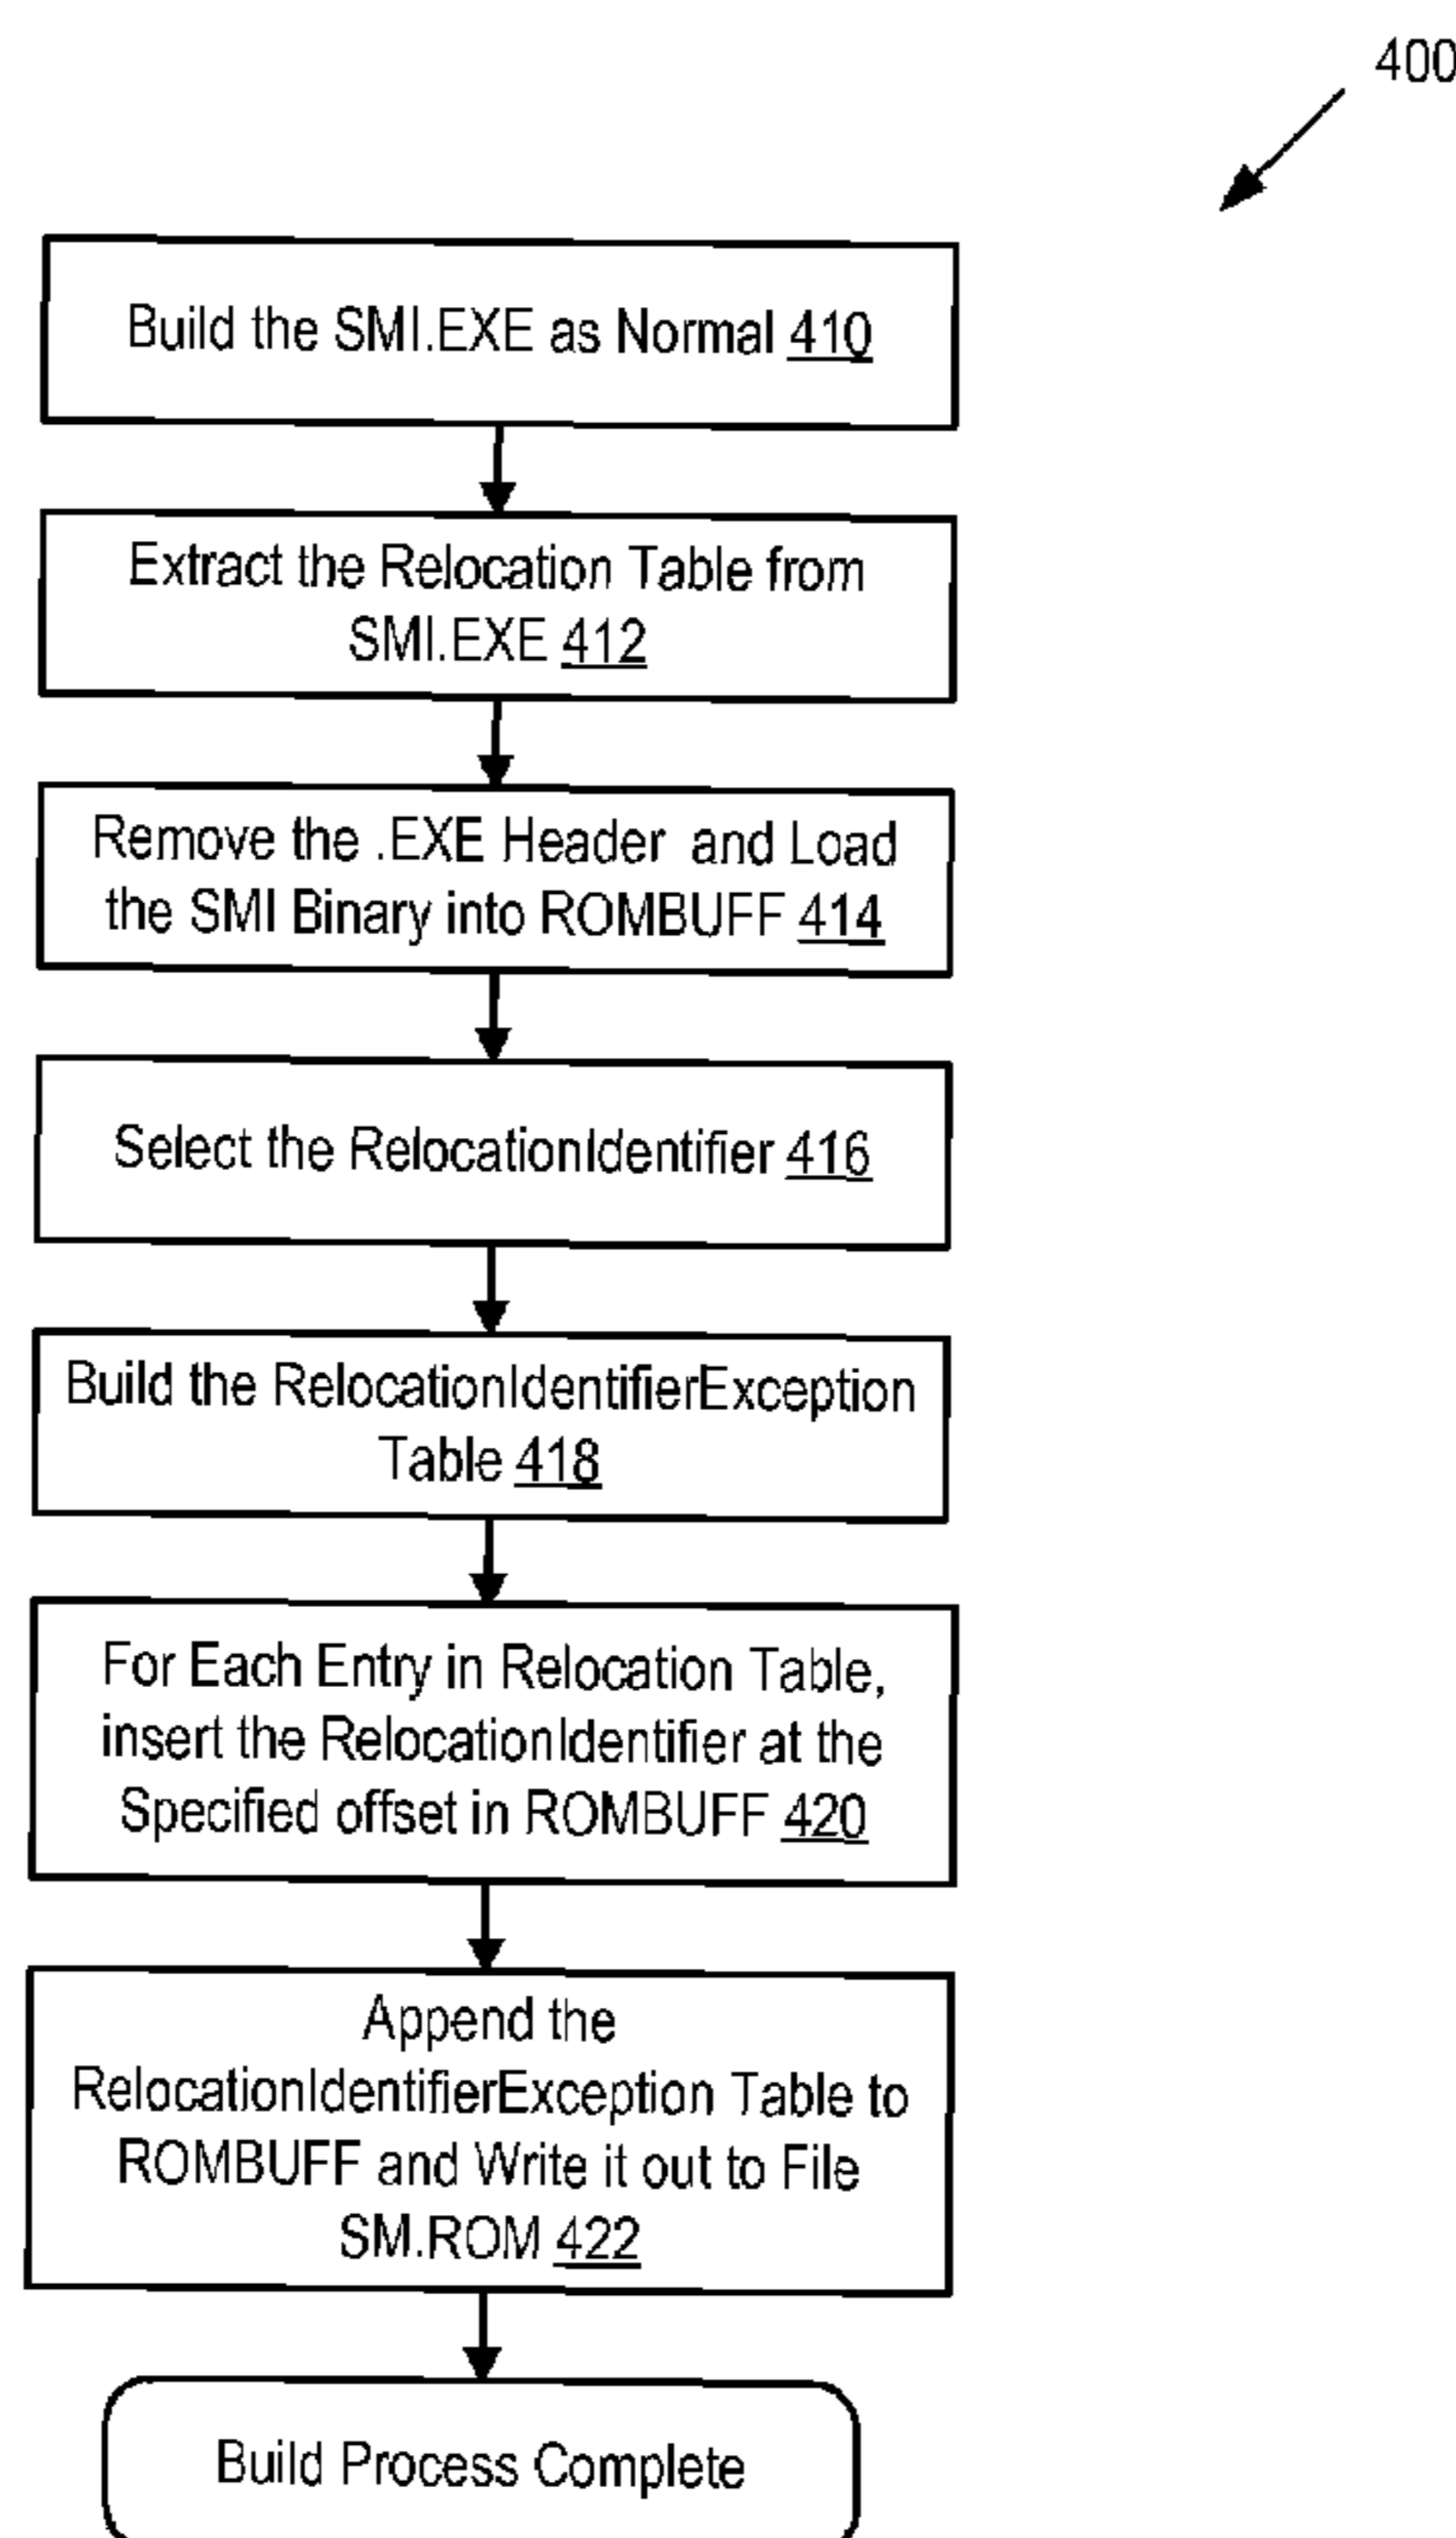 400
Build the SMI.EXE as Normal 410
Extract the Relocation Table from
SMI.EXE 412
Remove the .EXE Header and Load
the SMI Binary into ROMBUFF 414
Select the RelocationIdentifier 416
Build the RelocationIdentifierException
Table 418
For Each Entry in Relocation Table,
insert the RelocationIdentifier at the
Specified offset in ROMBUFF 420
Append the
RelocationIdentifierException Table to
ROMBUFF and Write it out to File
SM.ROM 422
Build Process Complete